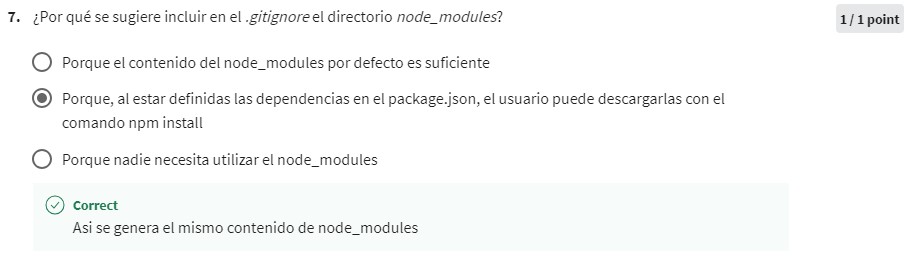 7. ¿Por qué se sugiere incluir en el .gitignore el directorio node_modules?
1 / 1 point
Porque el contenido del node_modules por defecto es suficiente
Porque, al estar definidas las dependencias en el package.json, el usuario puede descargarlas con el
comando npm install
Porque nadie necesita utilizar el node_modules
Correct
Asi se genera el mismo contenido de node_modules